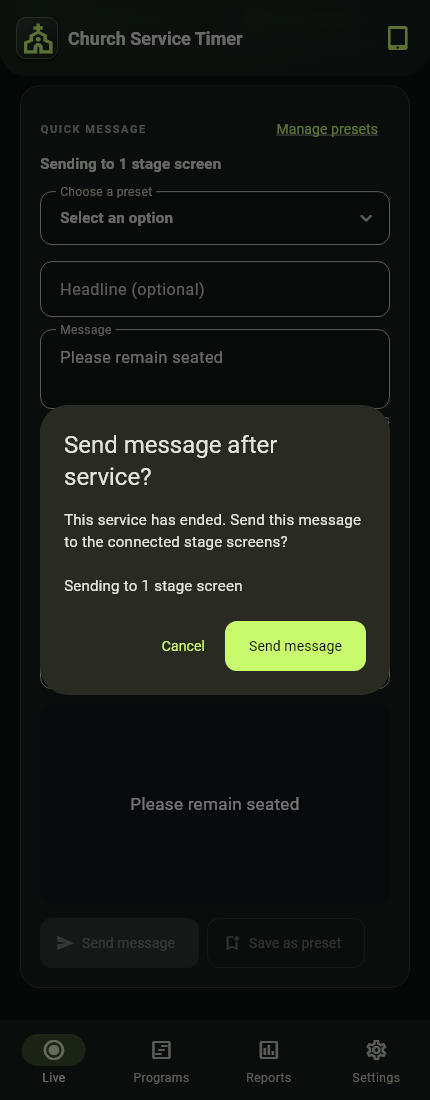 Church Service Timer
QUICK MESSAGE
Manage presets
Sending to 1 stage screen
Choose a preset
Select an option
Headline (optional)
Message
Please remain seated
Send message after
service?
This service has ended. Send this message
to the connected stage screens?
Sending to 1 stage screen
Cancel
Send message
Please remain seated
Send message
Save as preset
Live
Programs
Reports
Settings